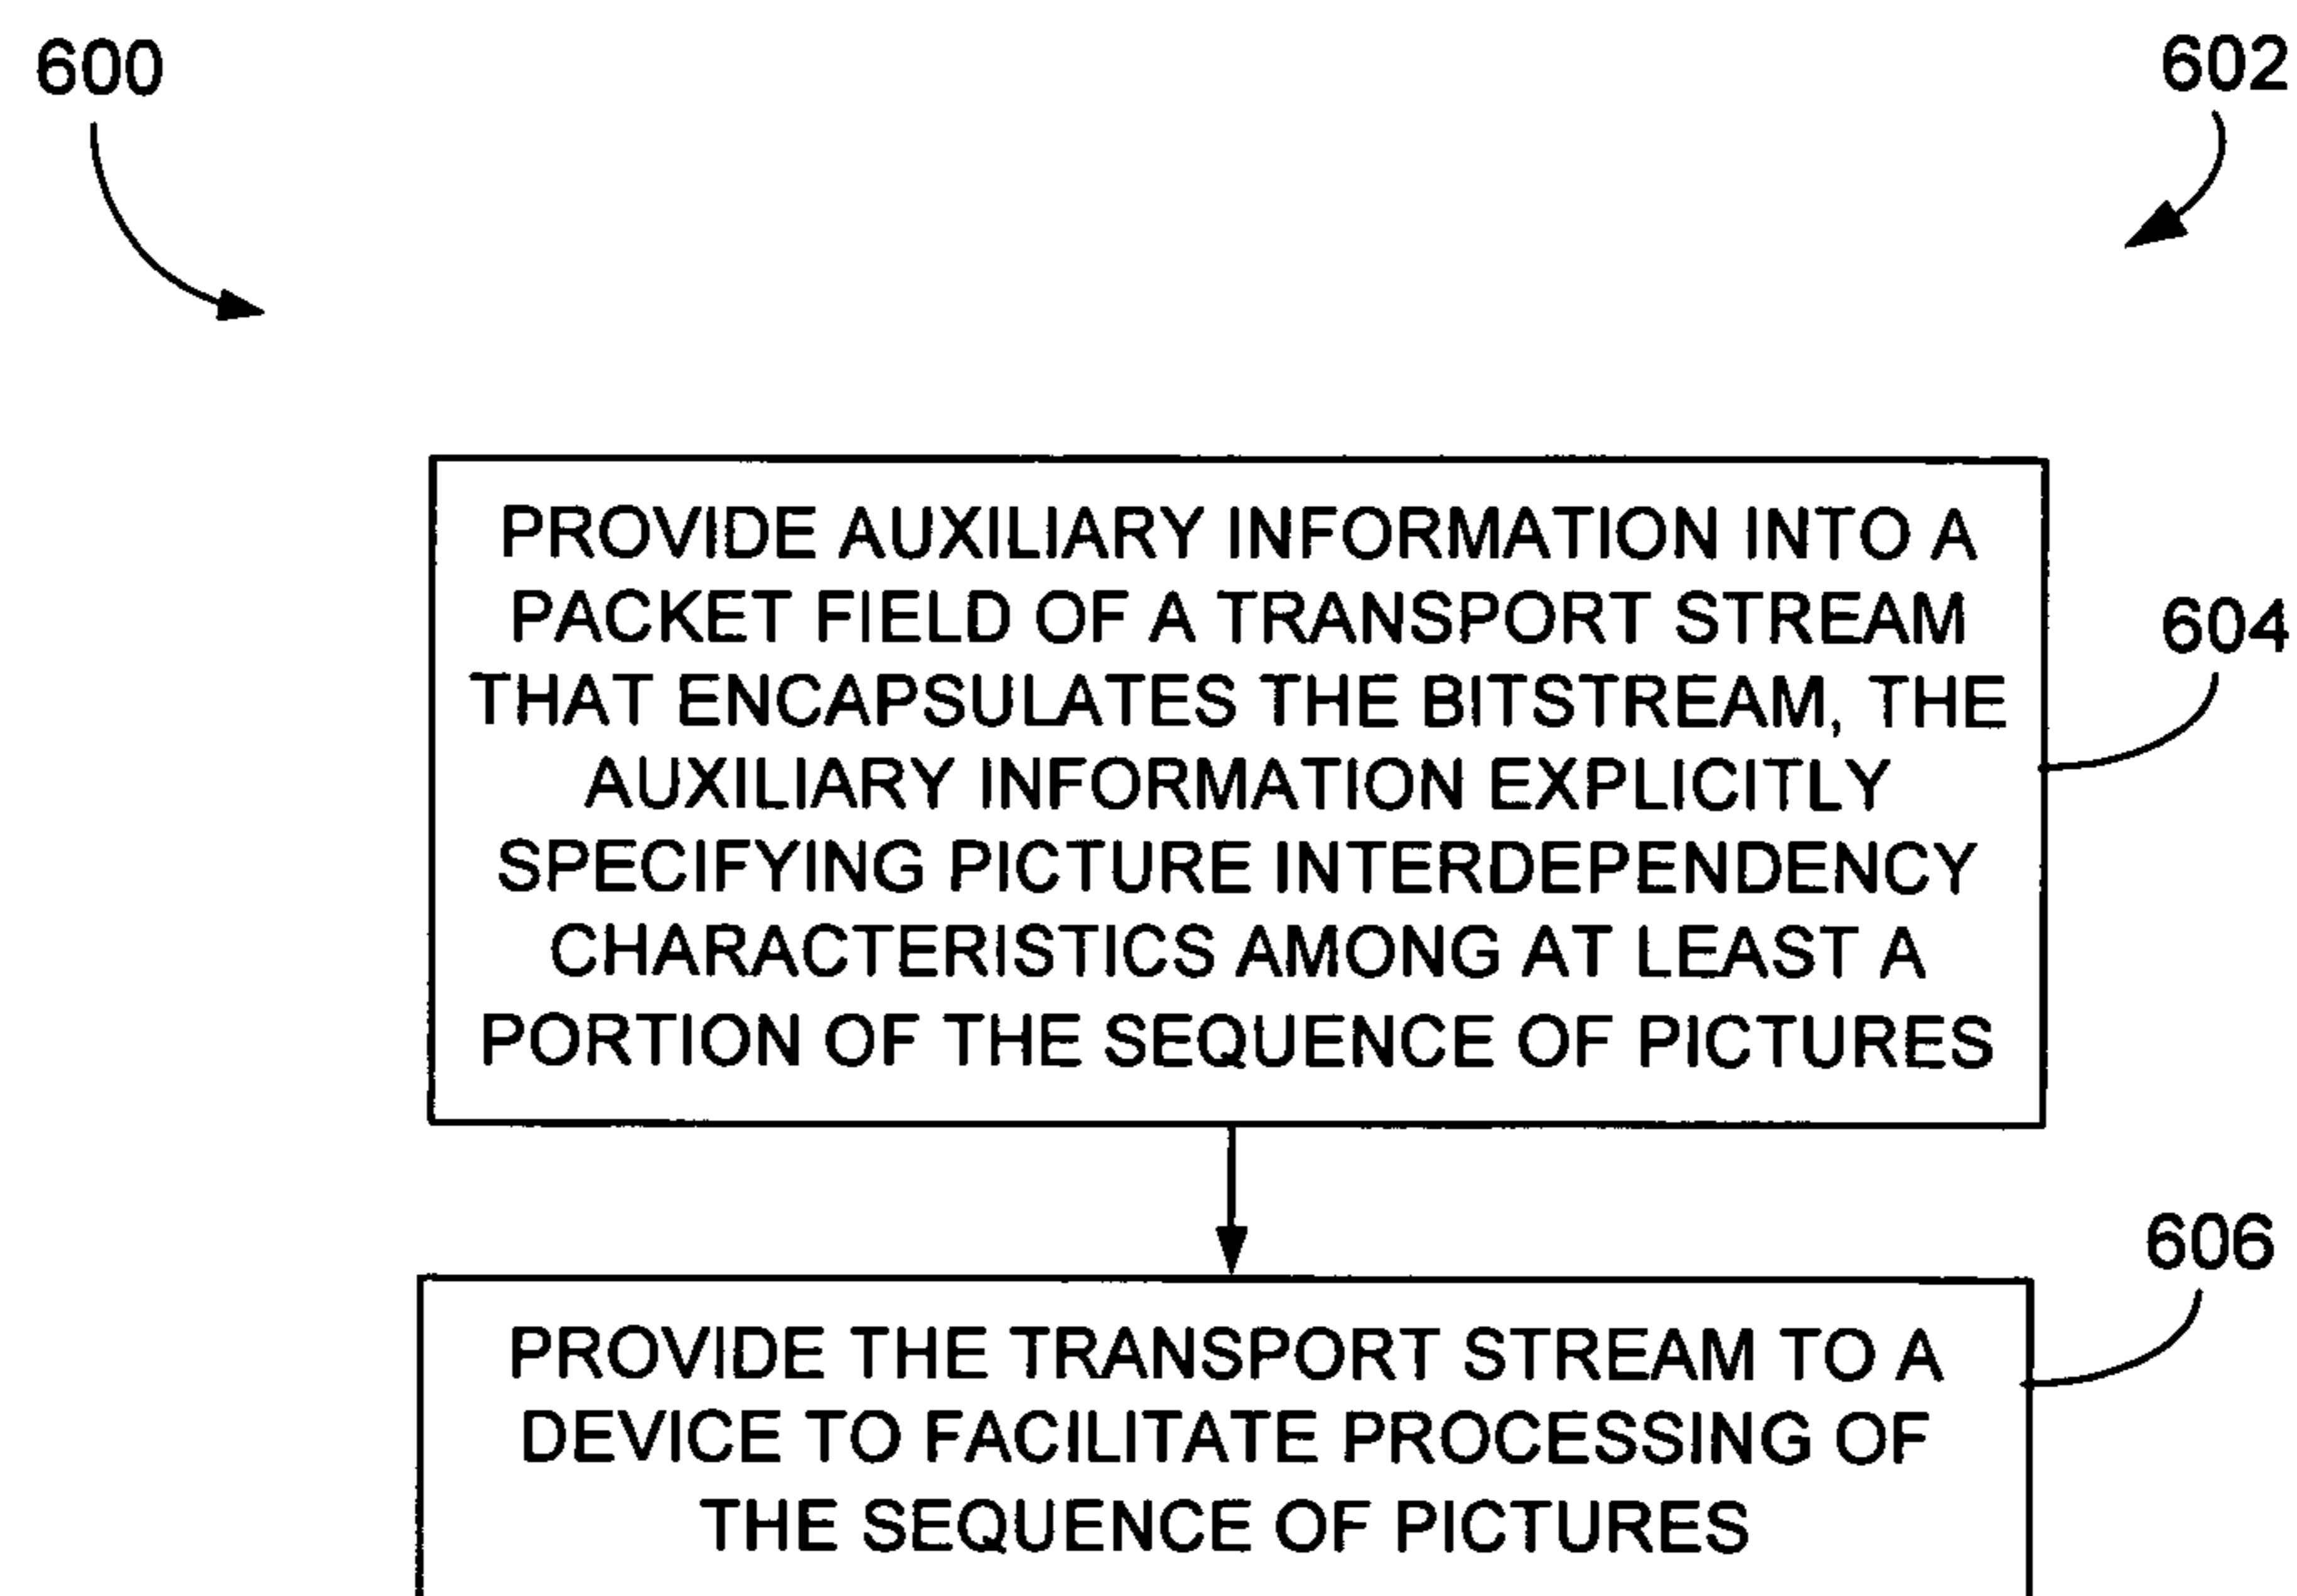 600
602
PROVIDE AUXILIARY INFORMATION INTO A
PACKET FIELD OF A TRANSPORT STREAM
THAT ENCAPSULATES THE BITSTREAM, THE
AUXILIARY INFORMATION EXPLICITLY
SPECIFYING PICTURE INTERDEPENDENCY
CHARACTERISTICS AMONG AT LEAST A
PORTION OF THE SEQUENCE OF PICTURES
604
606
PROVIDE THE TRANSPORT STREAM TO A
DEVICE TO FACILITATE PROCESSING OF
THE SEQUENCE OF PICTURES